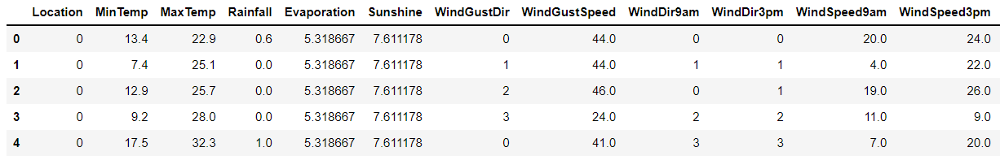 Location MinTemp MaxTemp Rainfall Evaporation Sunshine WindGustDir WindGustSpeed WindDir9am WindDir3pm WindSpeed9am WindSpeed3pm
0 0 13.4 22.9 0.6 5.318667 7.611178 0 44.0 0 0 20.0 24.0
1 0 7.4 25.1 0.0 5.318667 7.611178 1 44.0 1 1 4.0 22.0
2 0 12.9 25.7 0.0 5.318667 7.611178 2 46.0 0 1 19.0 26.0
3 0 9.2 28.0 0.0 5.318667 7.611178 3 24.0 2 2 11.0 9.0
4 0 17.5 32.3 1.0 5.318667 7.611178 0 41.0 3 3 7.0 20.0